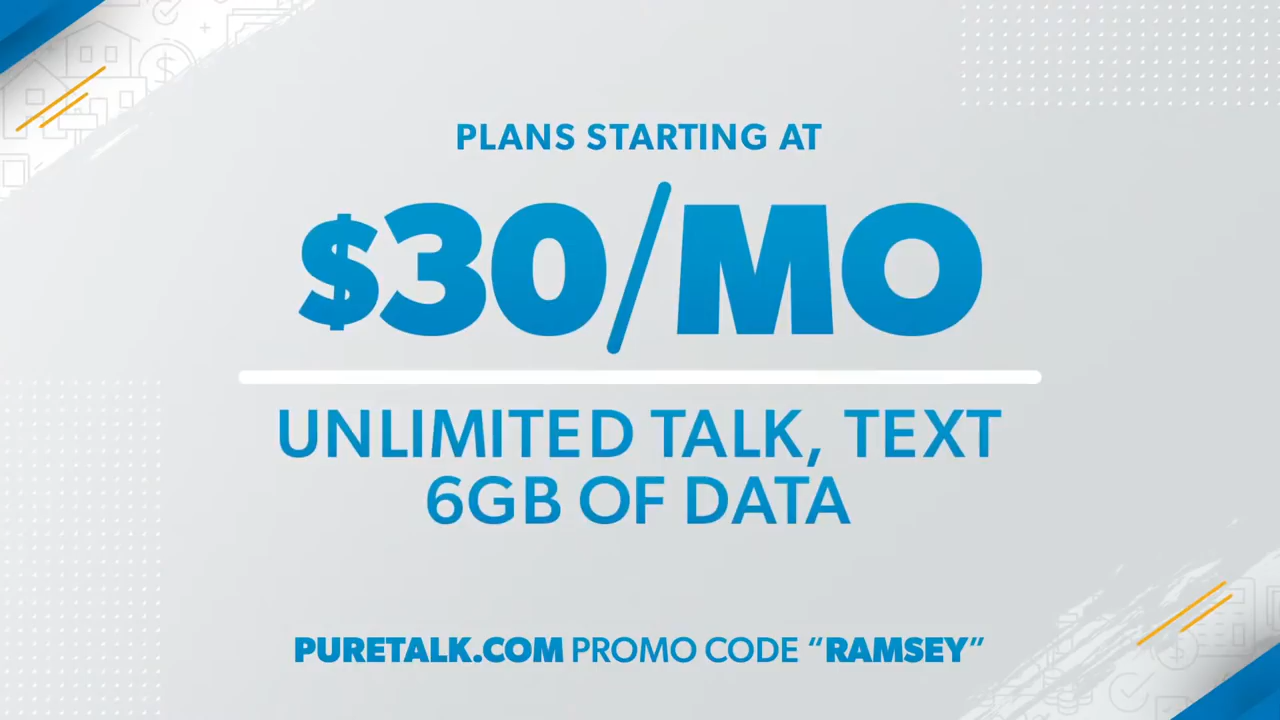 PLANS STARTING AT
$30/MO
UNLIMITED TALK, TEXT
6GB OF DATA
PURETALK.COM PROMO CODE “RAMSEY”